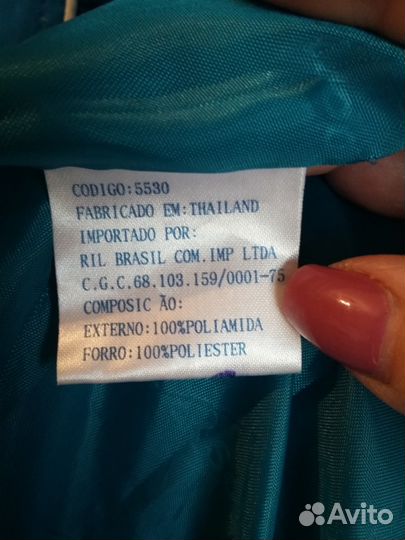 CODIGO:5530
FABRICADO EM:THAILAND
IMPORTADO POR:
RIL BRASIL COM.IMP LTDA
C.G.C.68.103.159/0001-75
COMPOSIC ÃO:
EXTERNO:100%POLIAMIDA
FORRO:100%POLIESTER
Avito